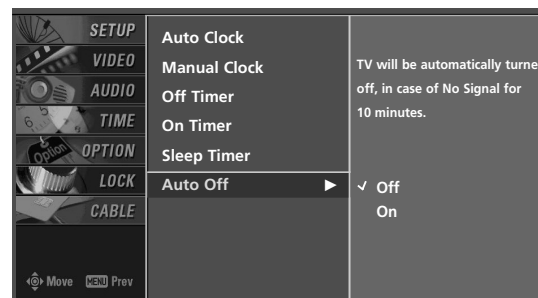 SETUP
VIDEO
AUDIO
TIME
OPTION
LOCK
CABLE
Move MENU Prev
Auto Clock
Manual Clock
Off Timer
On Timer
Sleep Timer
Auto Off ▶
TV will be automatically turne
off, in case of No Signal for
10 minutes.
✓ Off
On